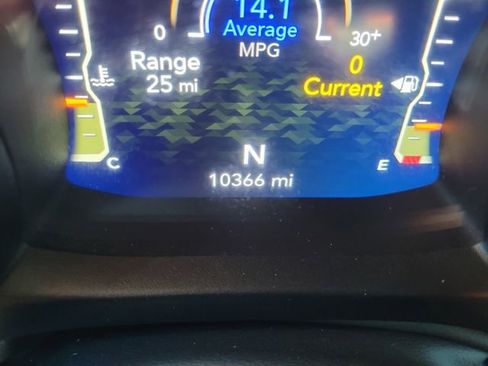 14.1
Average
MPG
0
30+
Range
25 mi
0
Current
C
N
E
10366 mi